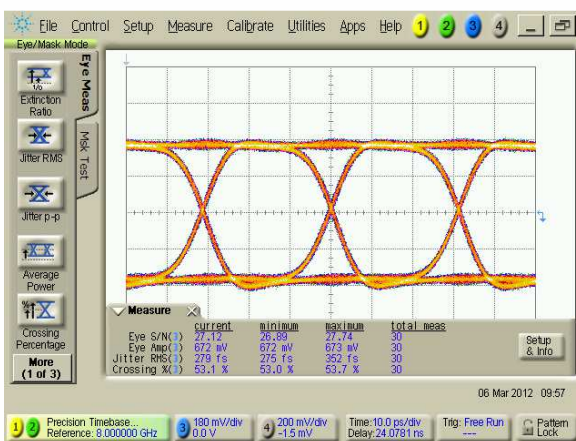 File Control Setup Measure Calibrate Utilities Apps Help 1 2 3 4
Eye/Mask Mode
Eye Meas
Msk Test
Extinction
Ratio
Jitter RMS
Jitter p-p
Average
Power
Crossing
Percentage
More
(1 of 3)
Measure
current minimum maximum total meas
Eye S/N(3) 27.12 26.89 27.74 30
Eye Amp(3) 672 mV 672 mV 673 mV 30
Jitter RMS(3) 279 fs 275 fs 352 fs 30
Crossing %(3) 53.1 % 53.0 % 53.7 % 30
Setup
& Info
06 Mar 2012 09:57
1 2 Precision Timebase...
Reference: 8.000000 GHz
3 180 mV/div
0.0 V
4 200 mV/div
-1.5 mV
Time:10.0 ps/div
Delay:24.0781 ns
Trig: Free Run
---
Pattern
Lock